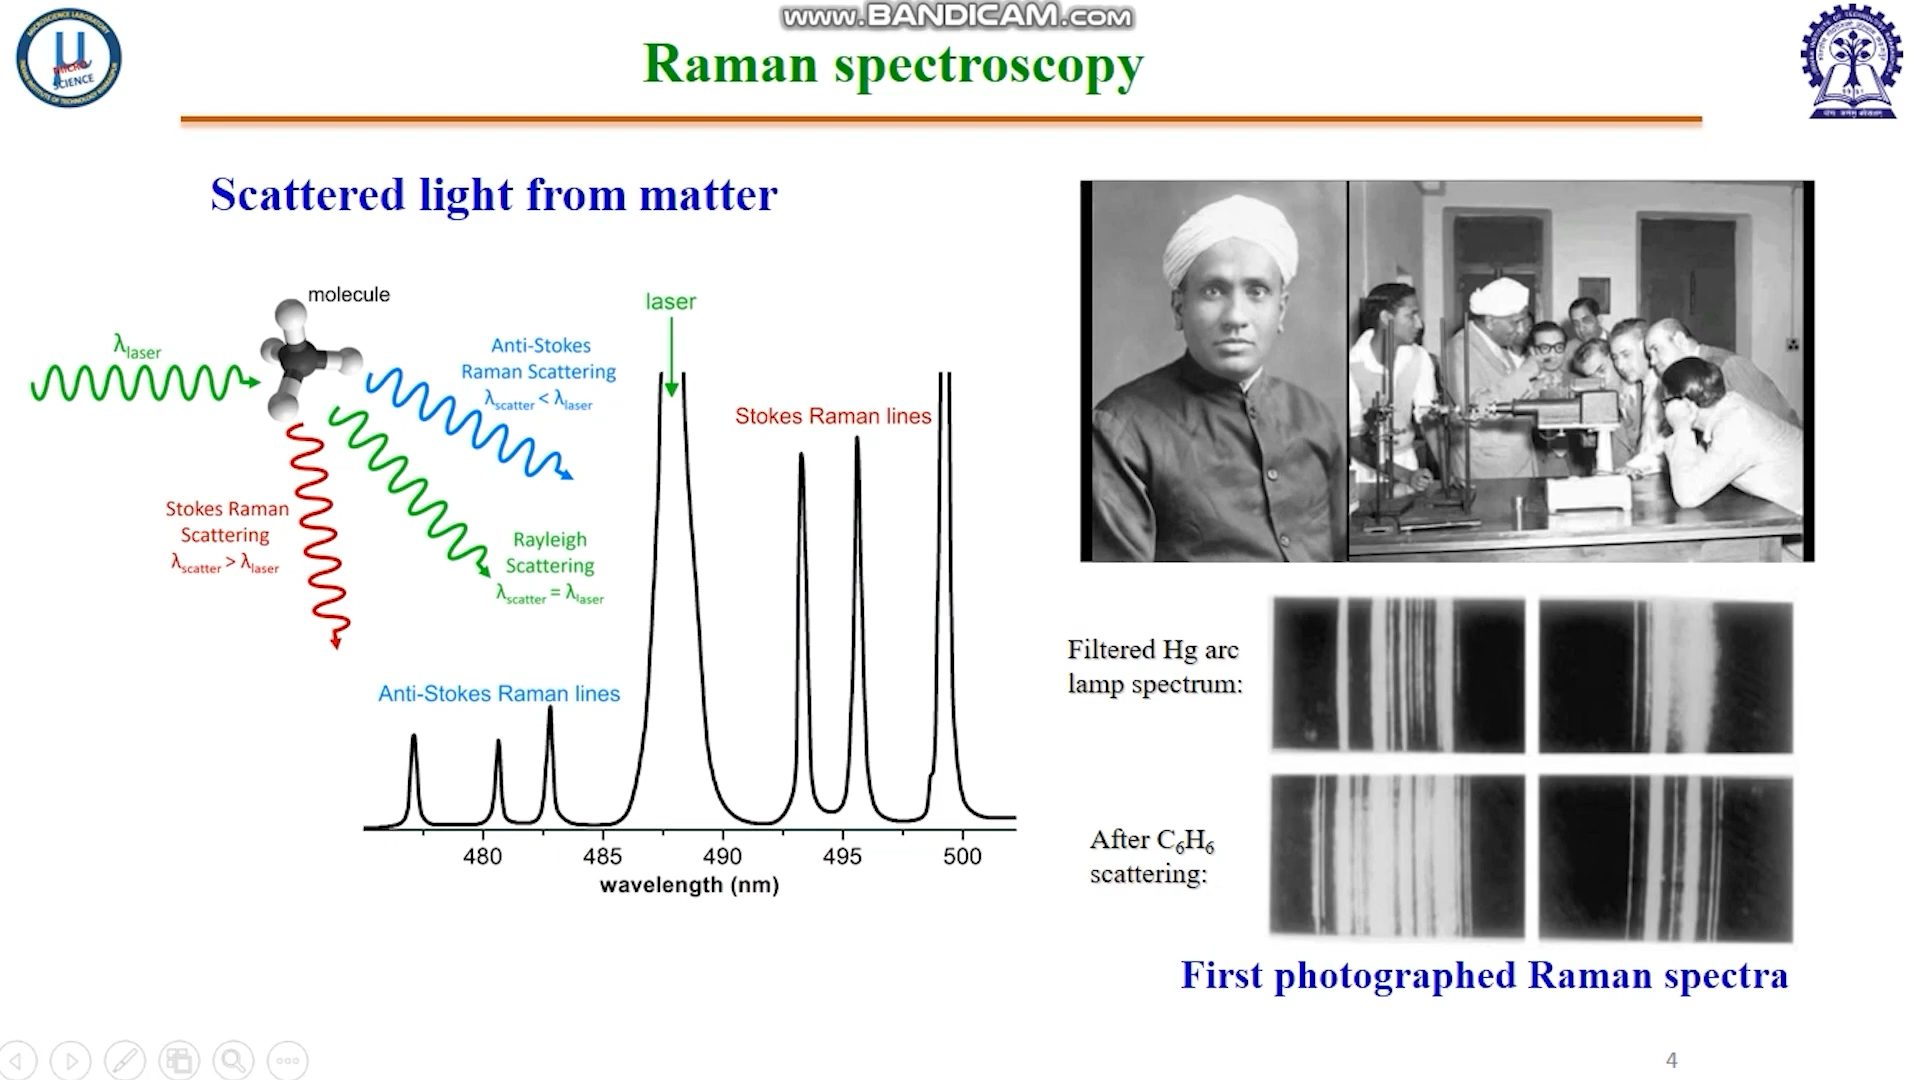 www.BANDICAM.com
Raman spectroscopy
MICRO
SCIENCE
Scattered light from matter
molecule
λlaser
Anti-Stokes
Raman Scattering
λscatter < λlaser
Stokes Raman
Scattering
λscatter > λlaser
Rayleigh
Scattering
λscatter = λlaser
laser
Stokes Raman lines
Anti-Stokes Raman lines
480 485 490 495 500
wavelength (nm)
Filtered Hg arc
lamp spectrum:
After C₆H₆
scattering:
First photographed Raman spectra
4